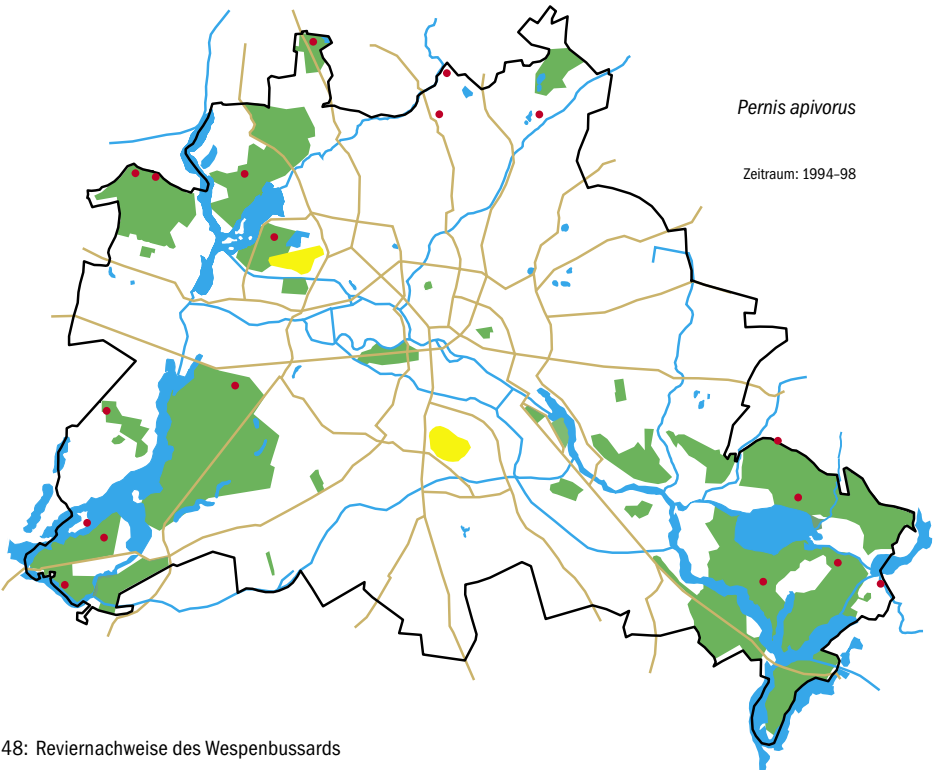 Pernis apivorus
Zeitraum: 1994–98
48: Reviernachweise des Wespenbussards